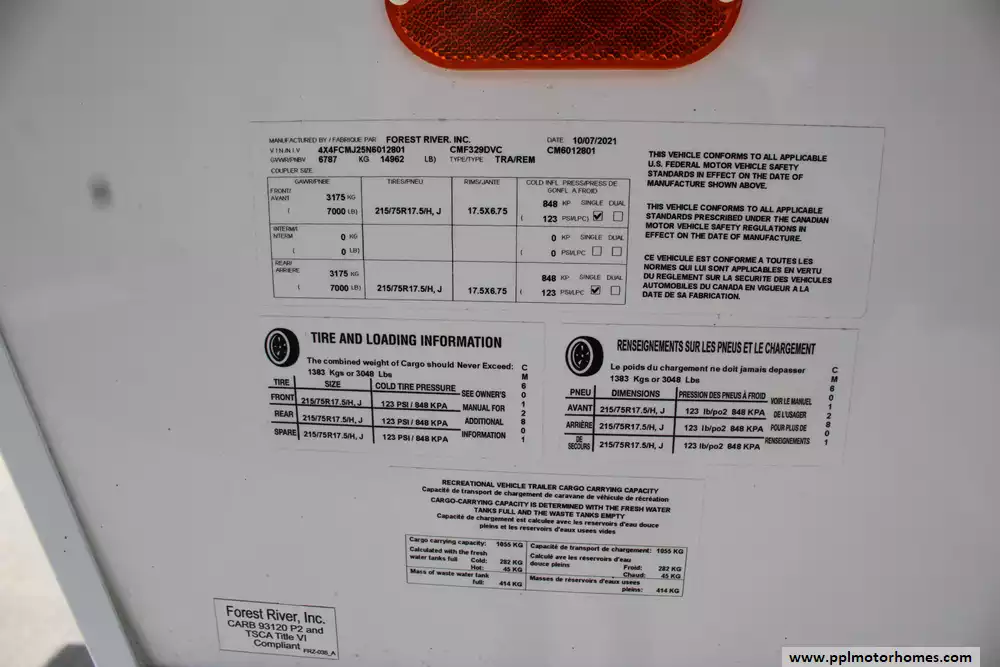 MANUFACTURED BY / FABRIQUE PAR FOREST RIVER, INC. DATE 10/07/2021
V I N /N I V 4X4FCMJ25N6012801 CMF329DVC CM6012801
GVWR/PNBV 6787 KG 14962 LB) TYPE/TYPE TRA/REM
COUPLER SIZE
GAWR/PNBE TIRES/PNEU RIMS/JANTE COLD INFL PRESS/PRESS DE GONFL A FROID
FRONT/ AVANT 3175 KG 848 KP SINGLE DUAL
( 7000 LB) 215/75R17.5/H, J 17.5X6.75 ( 123 PSI/LPC)
INTERM/ INTERM 0 KG 0 KP SINGLE DUAL
( 0 LB) ( 0 PSI/LPC
REAR/ ARRIERE 3175 KG 848 KP SINGLE DUAL
( 7000 LB) 215/75R17.5/H, J 17.5X6.75 ( 123 PSI/LPC
THIS VEHICLE CONFORMS TO ALL APPLICABLE
U.S. FEDERAL MOTOR VEHICLE SAFETY
STANDARDS IN EFFECT ON THE DATE OF
MANUFACTURE SHOWN ABOVE.
THIS VEHICLE CONFORMS TO ALL APPLICABLE
STANDARDS PRESCRIBED UNDER THE CANADIAN
MOTOR VEHICLE SAFETY REGULATIONS IN
EFFECT ON THE DATE OF MANUFACTURE.
CE VEHICULE EST CONFORME A TOUTES LES
NORMES QUI LUI SONT APPLICABLES EN VERTU
DU REGLEMENT SUR LA SECURITE DES VEHICULES
AUTOMOBILES DU CANADA EN VIGUEUR A LA
DATE DE SA FABRICATION.
TIRE AND LOADING INFORMATION
The combined weight of Cargo should Never Exceed:
1383 Kgs or 3048 Lbs
TIRE SIZE COLD TIRE PRESSURE SEE OWNER'S
FRONT 215/75R17.5/H, J 123 PSI / 848 KPA MANUAL FOR
REAR 215/75R17.5/H, J 123 PSI / 848 KPA ADDITIONAL
SPARE 215/75R17.5/H, J 123 PSI / 848 KPA INFORMATION
CM6012801
RENSEIGNEMENTS SUR LES PNEUS ET LE CHARGEMENT
Le poids du chargement ne doit jamais depasser
1383 Kgs or 3048 Lbs
PNEU DIMENSIONS PRESSION DES PNEUS À FROID VOIR LE MANUEL
AVANT 215/75R17.5/H, J 123 lb/po2 848 KPA DE L'USAGER
ARRIÈRE 215/75R17.5/H, J 123 lb/po2 848 KPA POUR PLUS DE
DE SECOURS 215/75R17.5/H, J 123 lb/po2 848 KPA RENSEIGNEMENTS
CM6012801
RECREATIONAL VEHICLE TRAILER CARGO CARRYING CAPACITY
Capacité de transport de chargement de caravane de véhicule de récréation
CARGO-CARRYING CAPACITY IS DETERMINED WITH THE FRESH WATER
TANKS FULL AND THE WASTE TANKS EMPTY
Capacité de chargement est calculee avec les reservoirs d'eau douce
pleins et les reservoirs d'eaux usees vides
Cargo carrying capacity: 1055 KG Capacité de transport de chargement: 1055 KG
Calculated with the fresh Calculé ave les réservoirs d'eau
water tanks full Cold: 282 KG douce pleins Froid: 282 KG
Hot: 45 KG Chaud: 45 KG
Mass of waste water tank Masses de réservoirs d'eaux usees
full: 414 KG pleins: 414 KG
Forest River, Inc.
CARB 93120 P2 and
TSCA Title VI
Compliant FRZ-030_A
www.pplmotorhomes.com